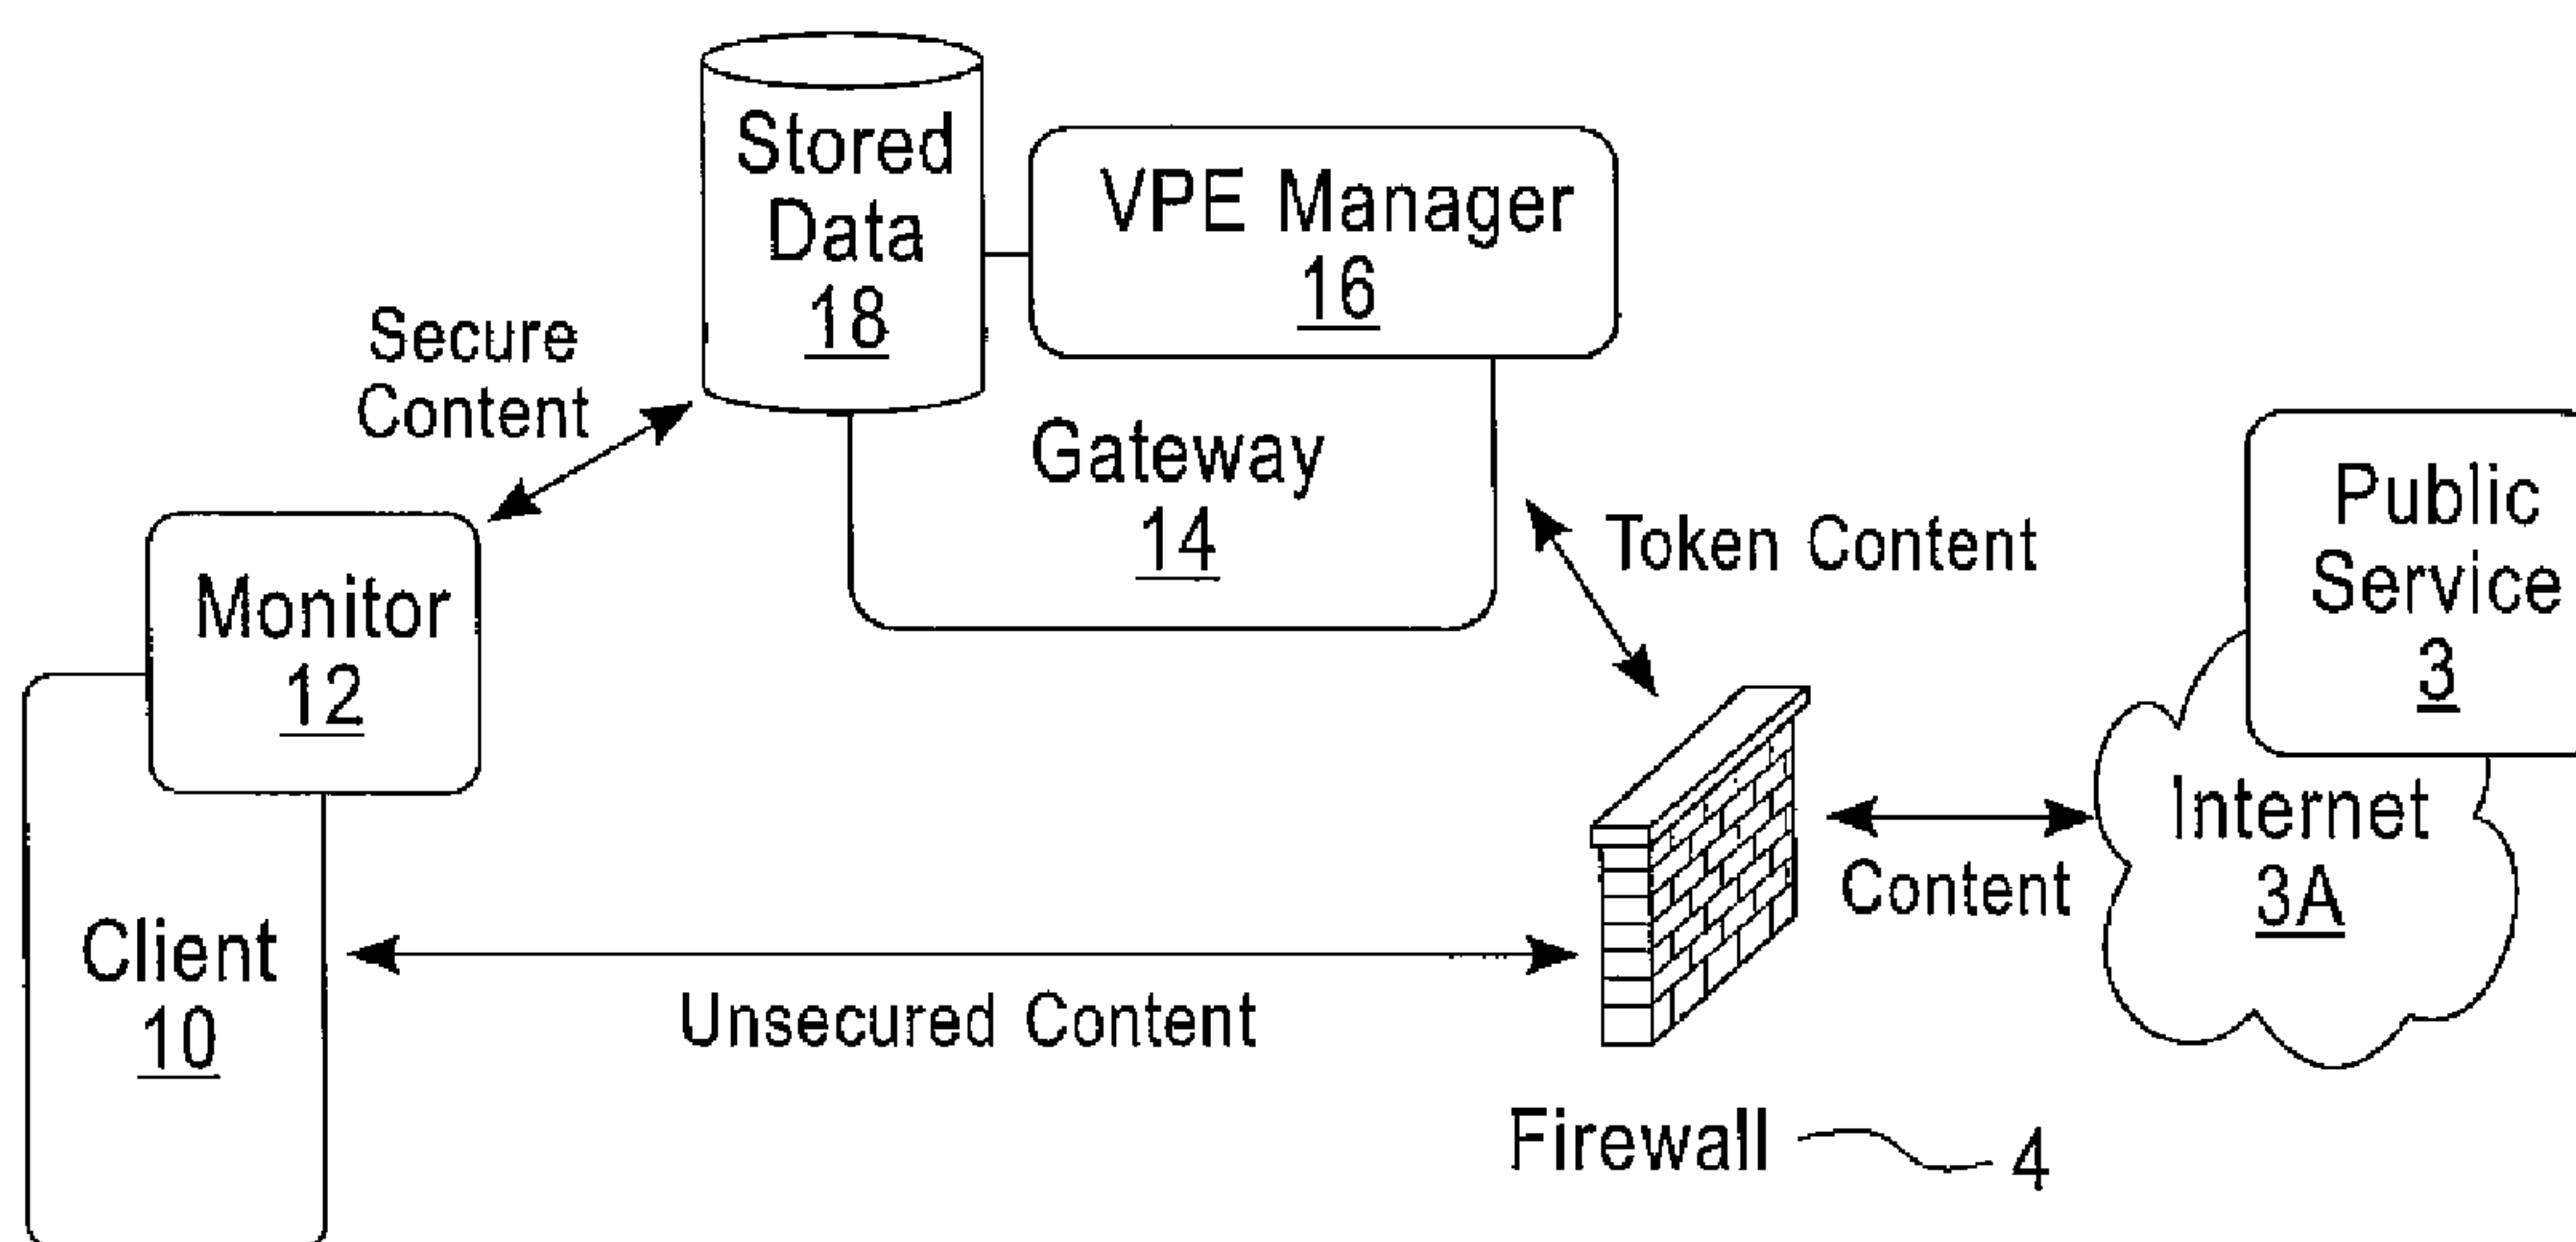 Stored
Data
18
VPE Manager
16
Secure
Content
Gateway
14
Token Content
Public
Service
3
Monitor
12
Internet
3A
Content
Client
10
Unsecured Content
Firewall
4